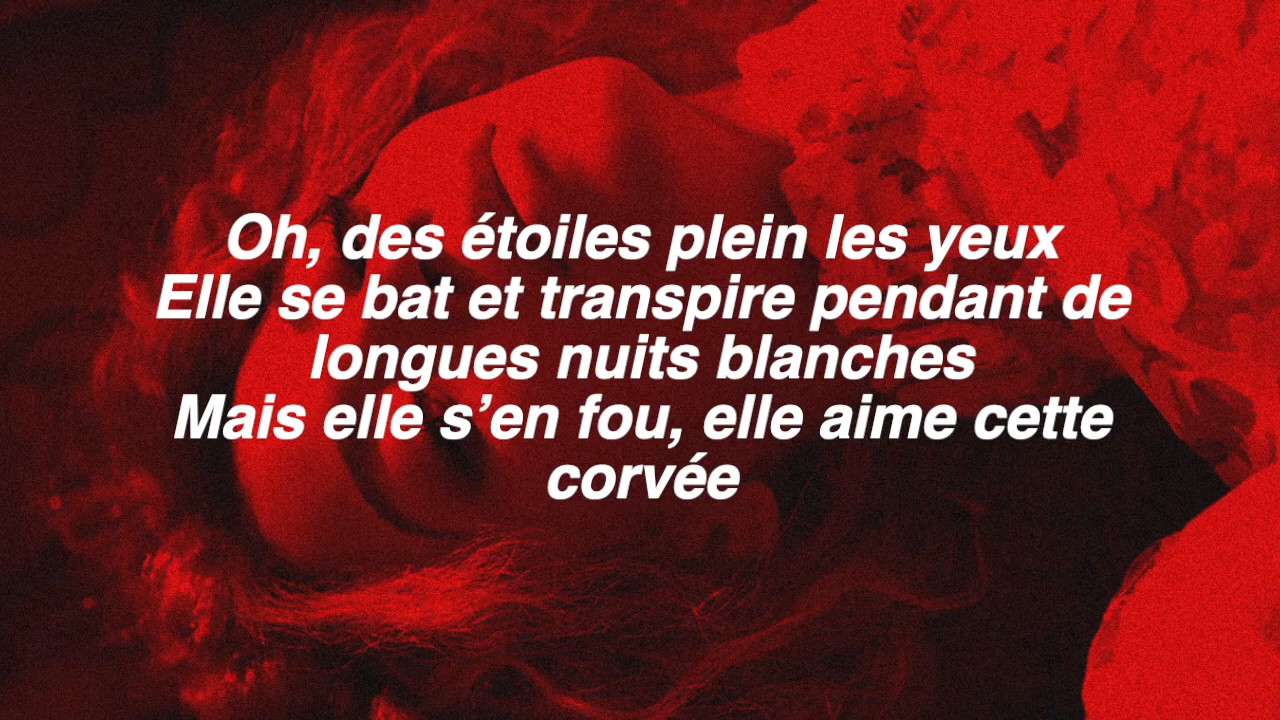 Oh, des étoiles plein les yeux
Elle se bat et transpire pendant de
longues nuits blanches
Mais elle s’en fou, elle aime cette
corvée